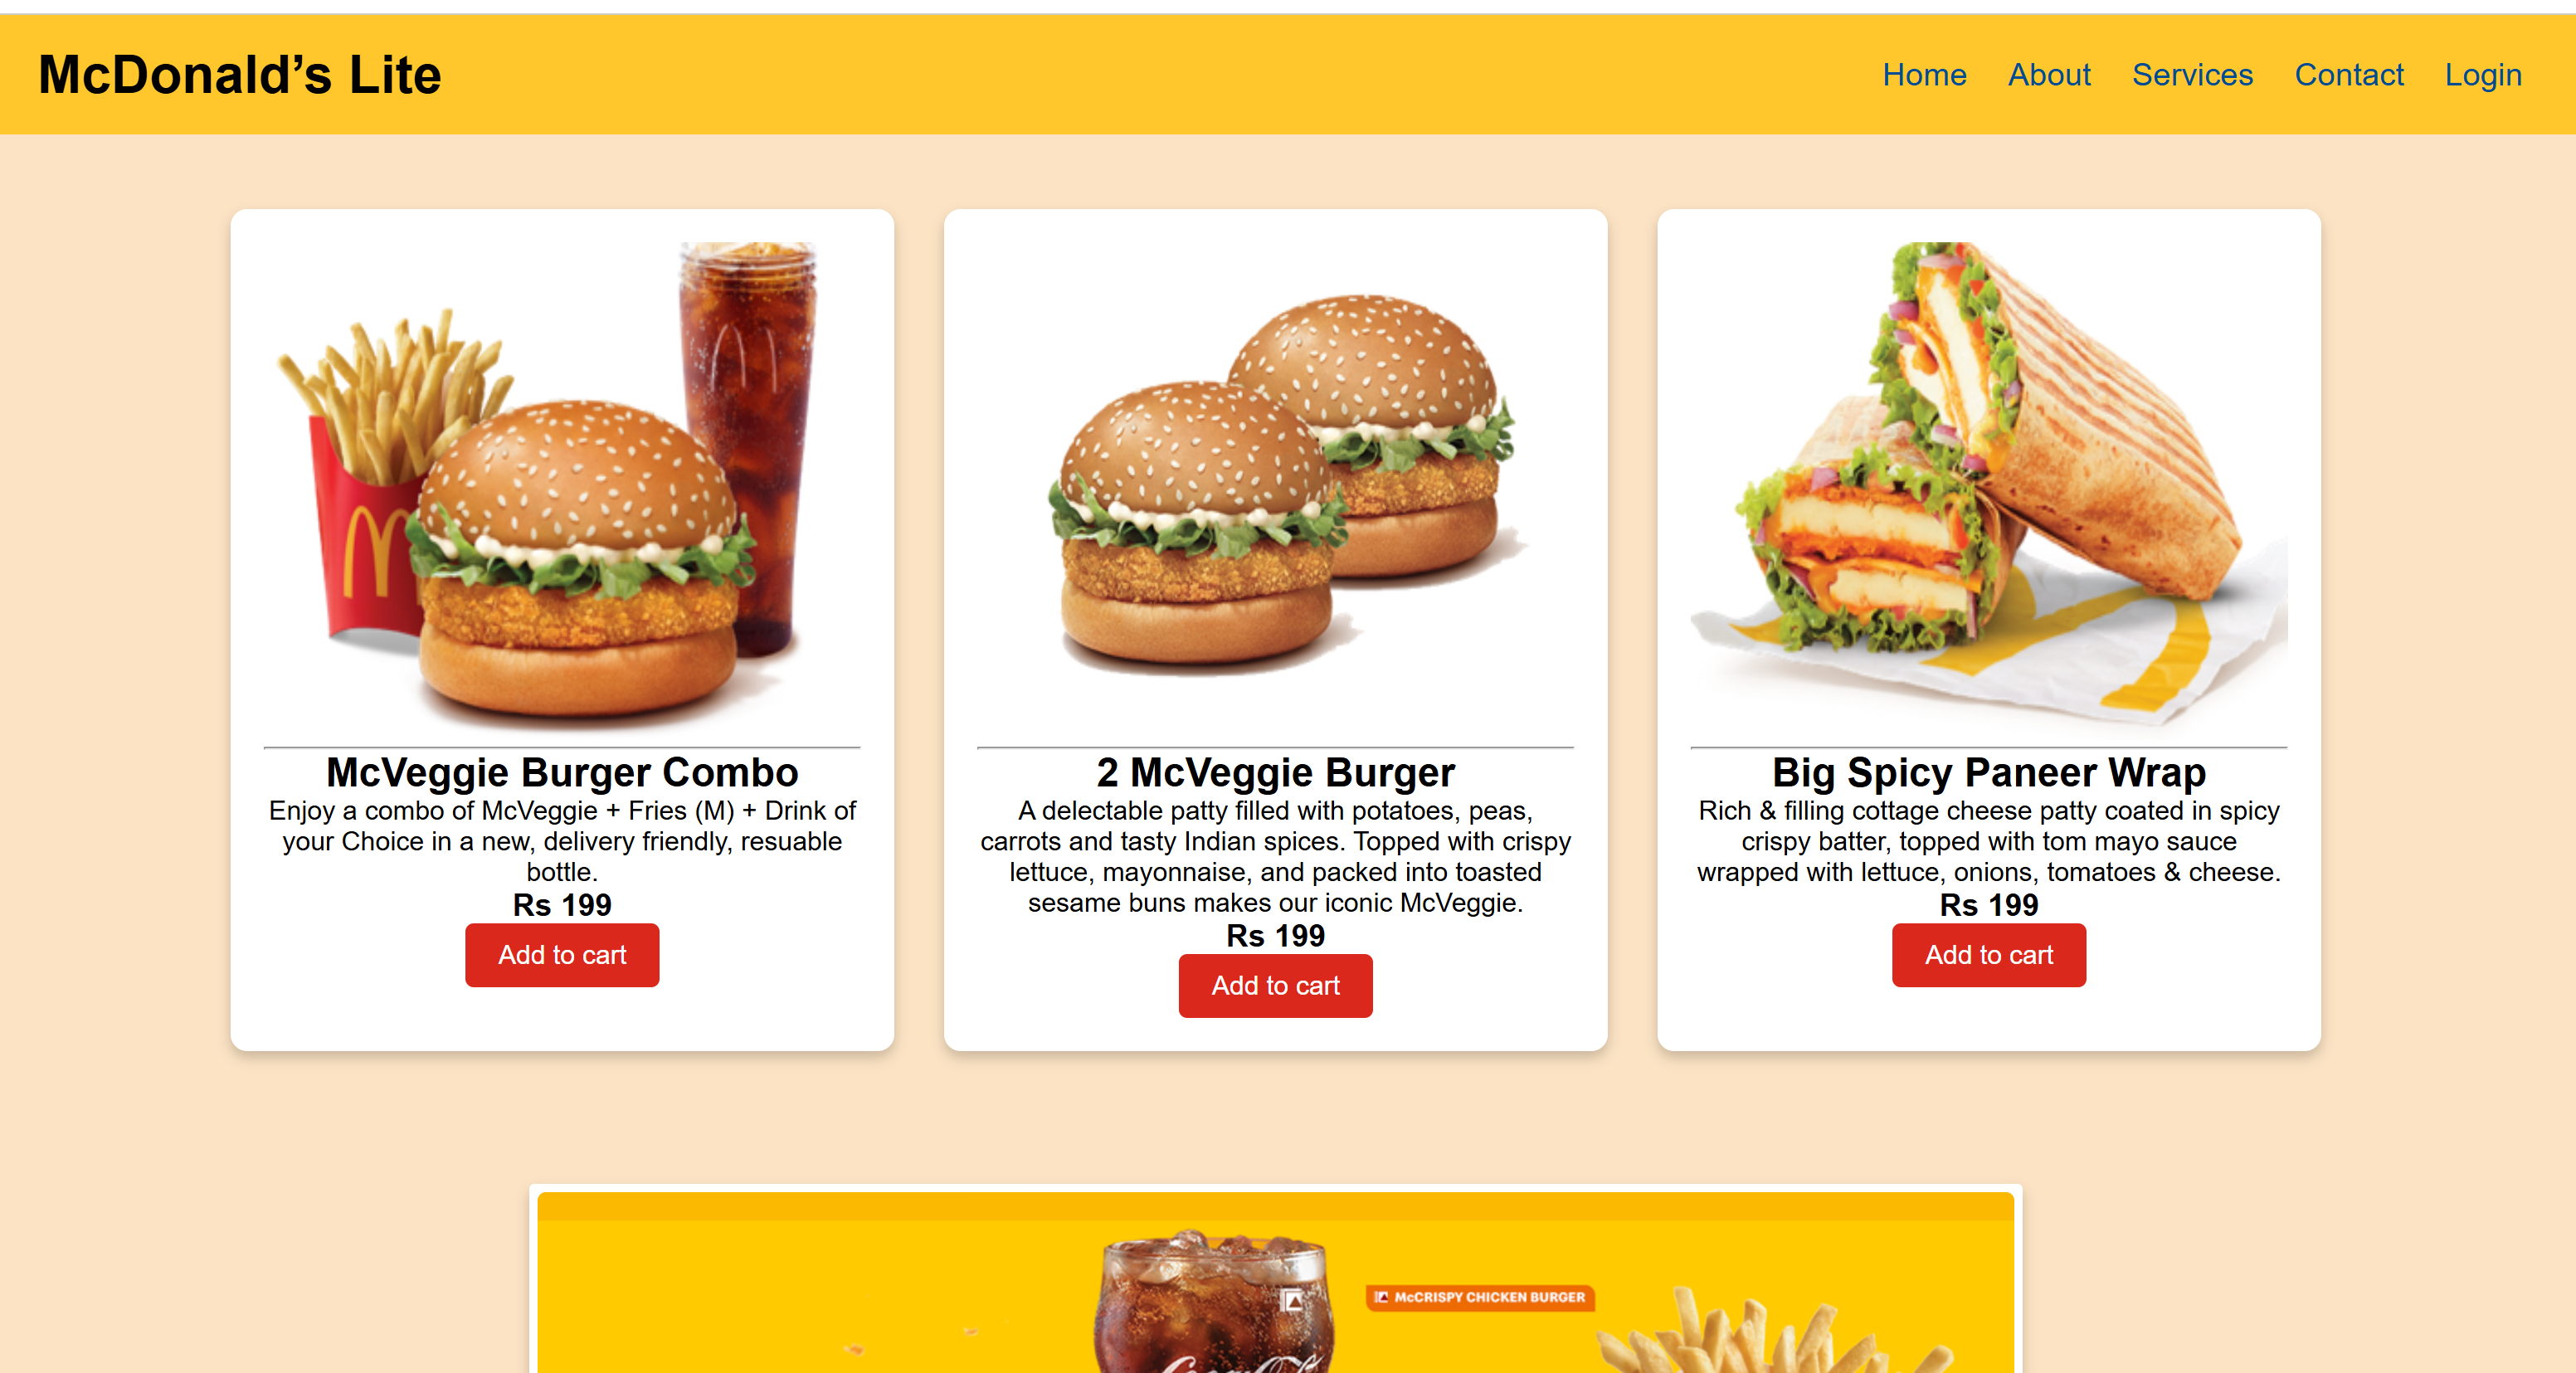 McDonald’s Lite
Home About Services Contact Login
McVeggie Burger Combo
Enjoy a combo of McVeggie + Fries (M) + Drink of
your Choice in a new, delivery friendly, resuable
bottle.
Rs 199
Add to cart
2 McVeggie Burger
A delectable patty filled with potatoes, peas,
carrots and tasty Indian spices. Topped with crispy
lettuce, mayonnaise, and packed into toasted
sesame buns makes our iconic McVeggie.
Rs 199
Add to cart
Big Spicy Paneer Wrap
Rich & filling cottage cheese patty coated in spicy
crispy batter, topped with tom mayo sauce
wrapped with lettuce, onions, tomatoes & cheese.
Rs 199
Add to cart
McCRISPY CHICKEN BURGER